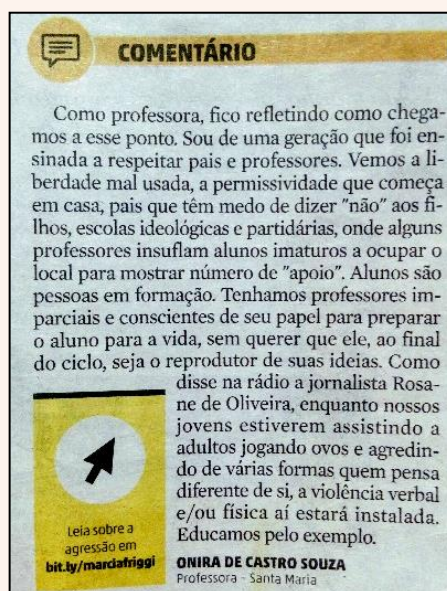 COMENTÁRIO
Como professora, fico refletindo como chega-
mos a esse ponto. Sou de uma geração que foi en-
sinada a respeitar pais e professores. Vemos a li-
berdade mal usada, a permissividade que começa
em casa, pais que têm medo de dizer "não" aos fi-
lhos, escolas ideológicas e partidárias, onde alguns
professores insuflam alunos imaturos a ocupar o
local para mostrar número de "apoio". Alunos são
pessoas em formação. Tenhamos professores im-
parciais e conscientes de seu papel para preparar
o aluno para a vida, sem querer que ele, ao final
do ciclo, seja o reprodutor de suas ideias. Como
disse na rádio a jornalista Rosa-
ne de Oliveira, enquanto nossos
jovens estiverem assistindo a
adultos jogando ovos e agredin-
do de várias formas quem pensa
diferente de si, a violência verbal
e/ou física aí estará instalada.
Educamos pelo exemplo.
ONIRA DE CASTRO SOUZA
Professora - Santa Maria
Leia sobre a
agressão em
bit.ly/marciafriggi